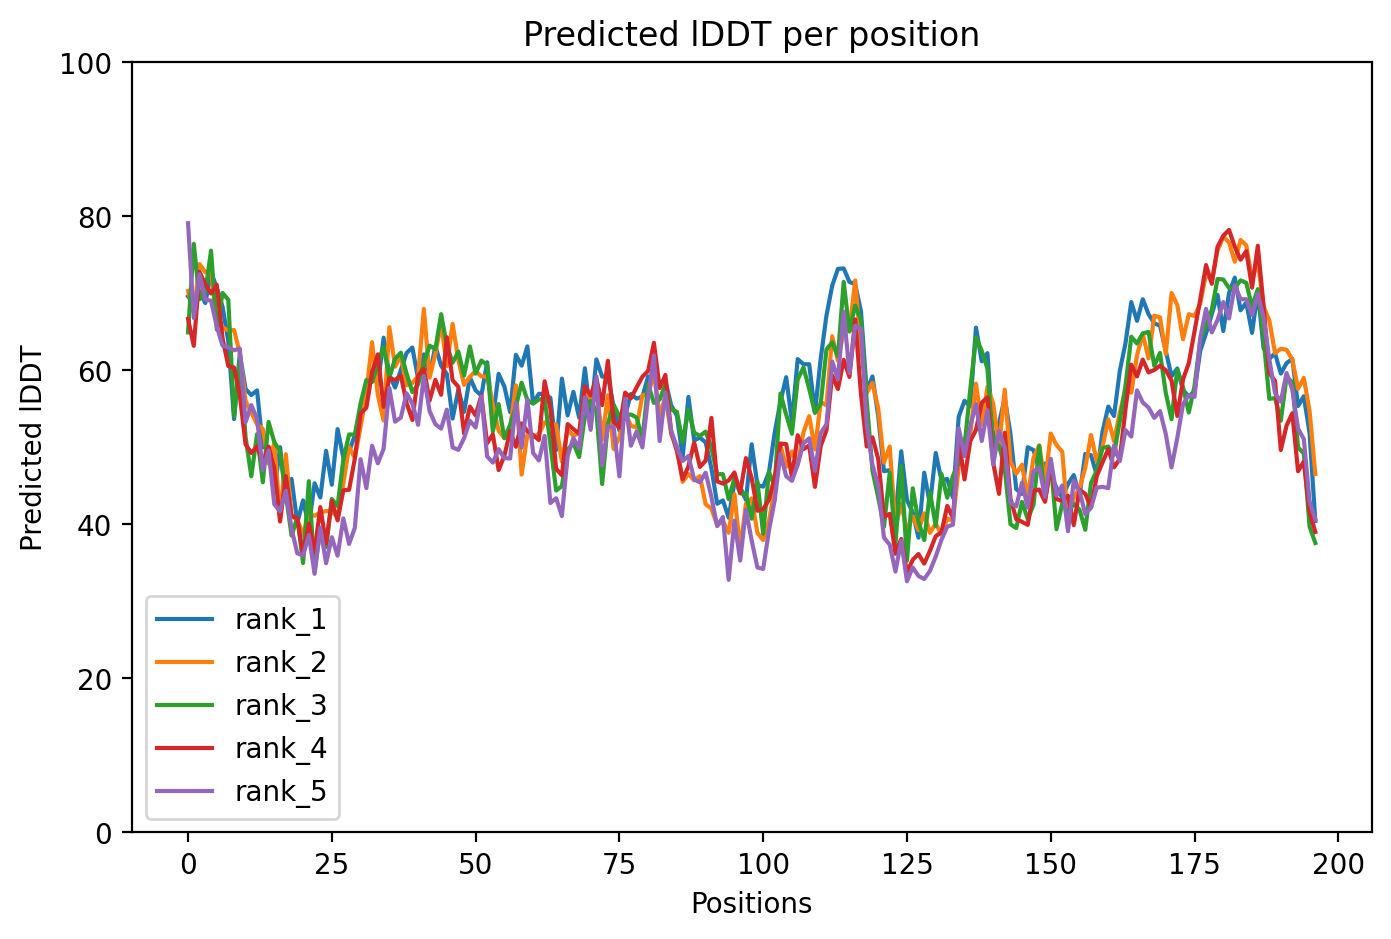 Predicted lDDT per position
100
80
60
40
20
0
Predicted lDDT
rank_1
rank_2
rank_3
rank_4
rank_5
0 25 50 75 100 125 150 175 200
Positions